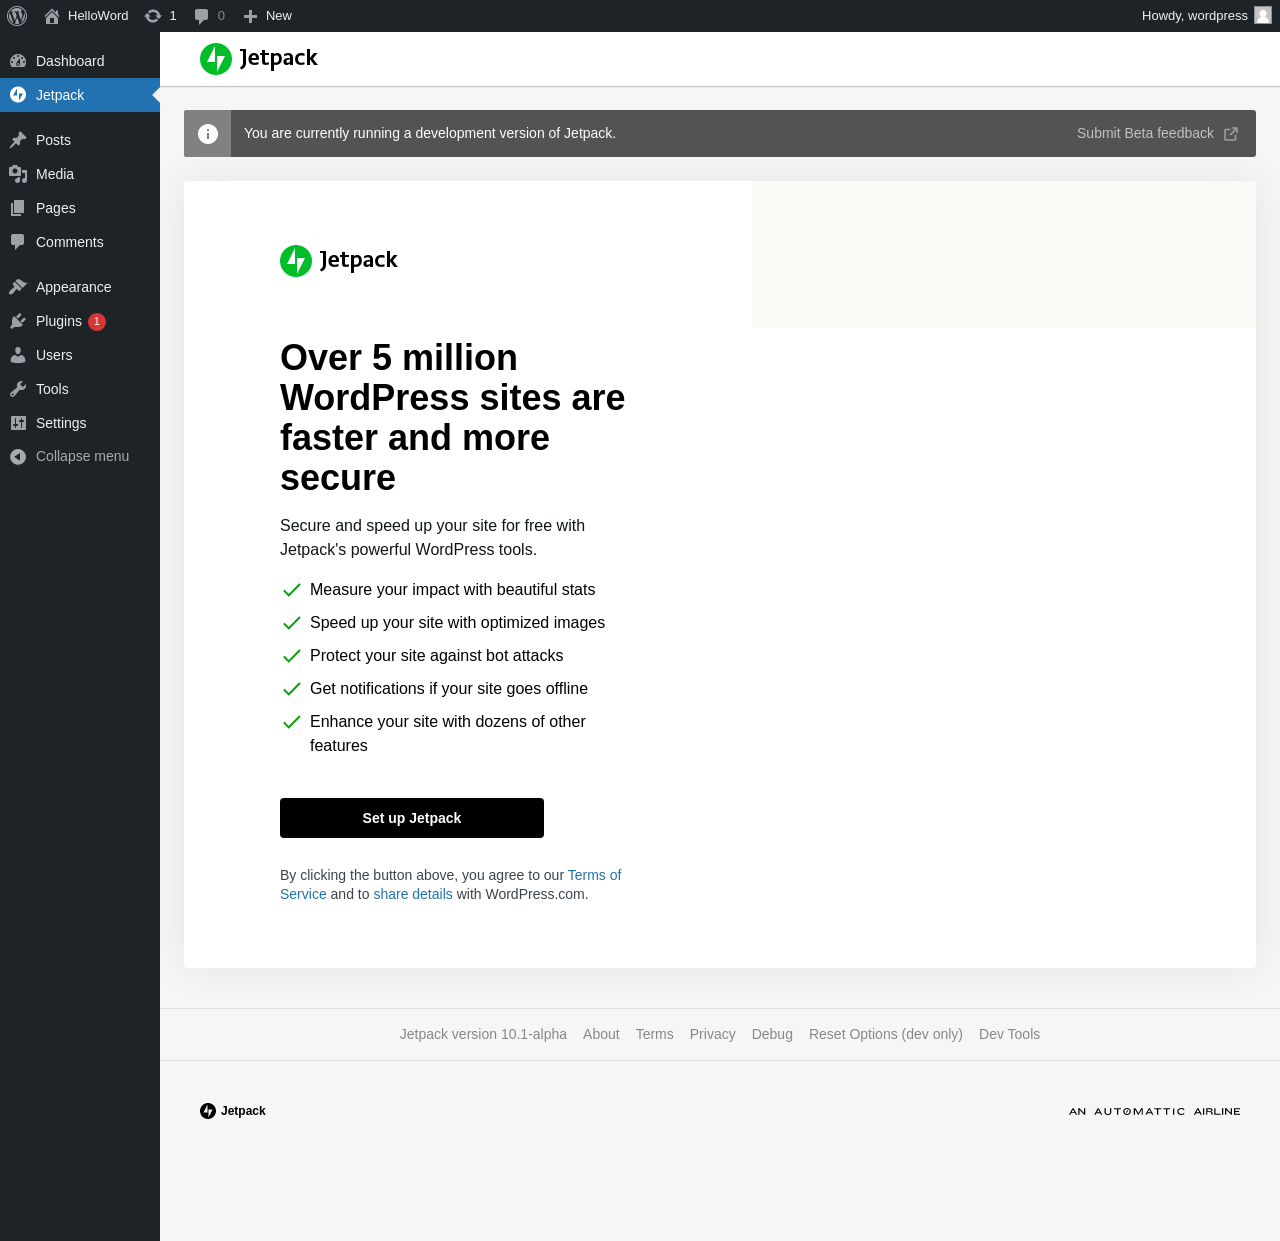 HelloWord 1 0 New Howdy, wordpress
Dashboard
Jetpack
Posts
Media
Pages
Comments
Appearance
Plugins 1
Users
Tools
Settings
Collapse menu
Jetpack
You are currently running a development version of Jetpack. Submit Beta feedback
Jetpack
Over 5 million
WordPress sites are
faster and more
secure
Secure and speed up your site for free with
Jetpack's powerful WordPress tools.
Measure your impact with beautiful stats
Speed up your site with optimized images
Protect your site against bot attacks
Get notifications if your site goes offline
Enhance your site with dozens of other
features
Set up Jetpack
By clicking the button above, you agree to our Terms of
Service and to share details with WordPress.com.
Jetpack version 10.1-alpha About Terms Privacy Debug Reset Options (dev only) Dev Tools
Jetpack AN AUTOMATTIC AIRLINE